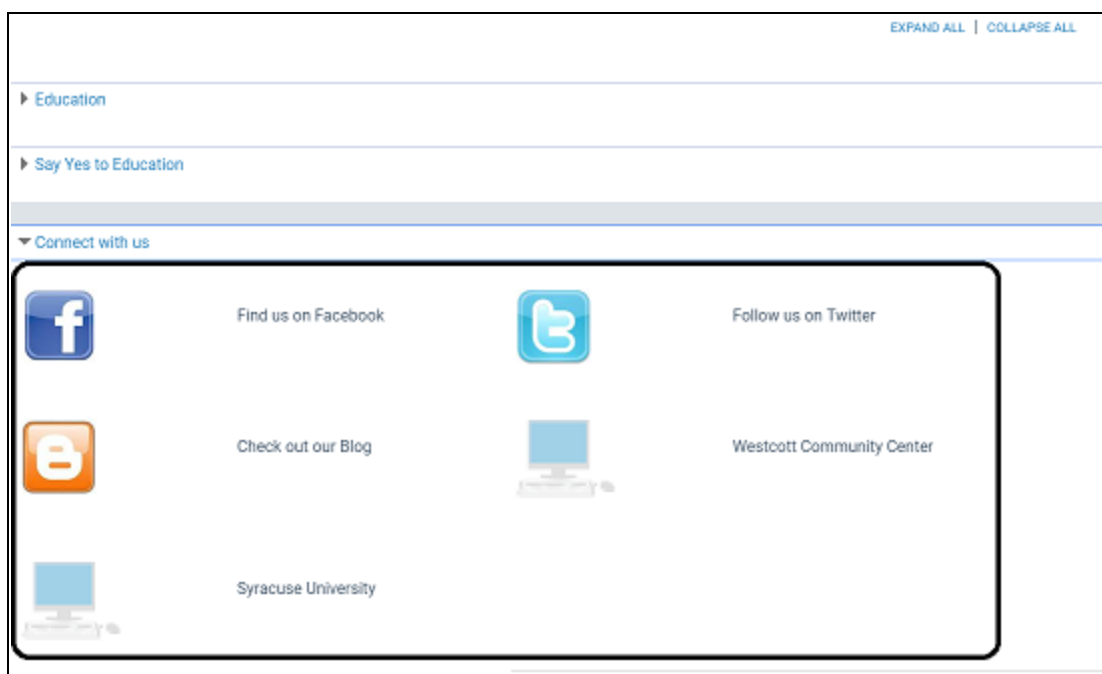 EXPAND ALL | COLLAPSE ALL
Education
Say Yes to Education
Connect with us
Find us on Facebook
Follow us on Twitter
Check out our Blog
Westcott Community Center
Syracuse University